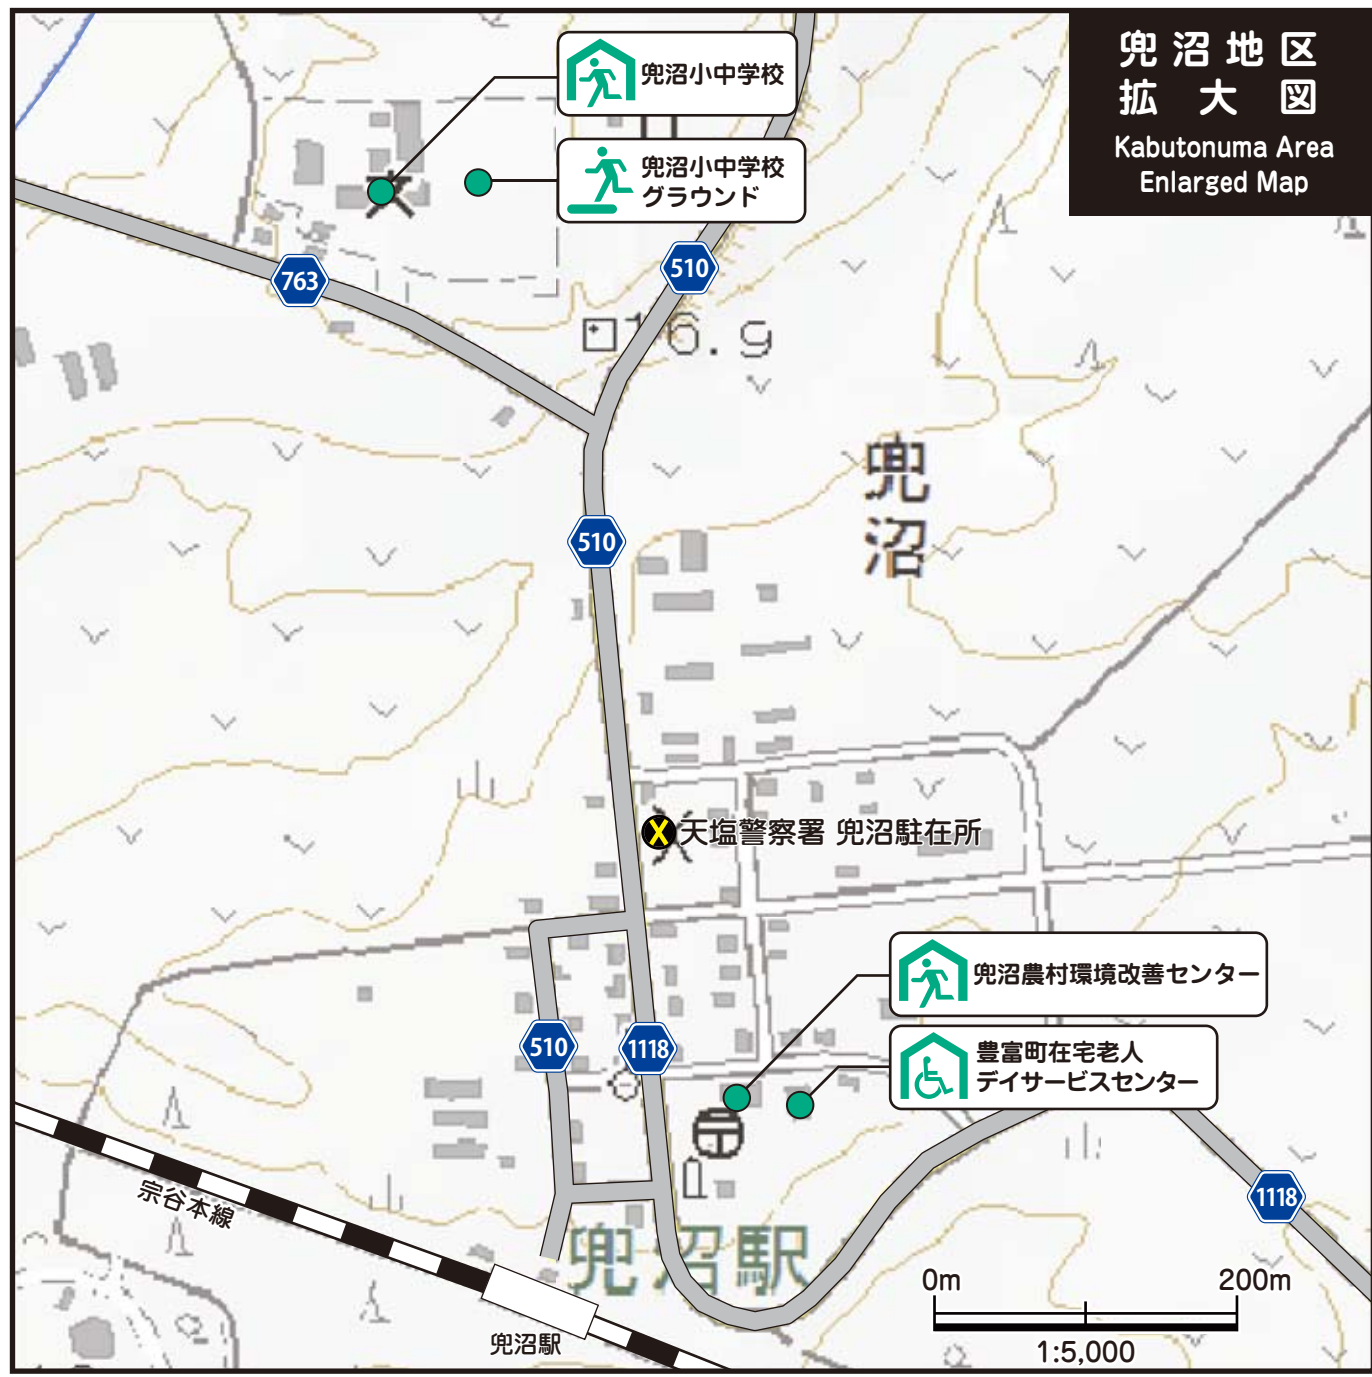 兜沼地区
拡大図
Kabutonuma Area
Enlarged Map
兜沼小中学校
兜沼小中学校
グラウンド
763
510
16.9
兜沼
510
天塩警察署 兜沼駐在所
兜沼農村環境改善センター
豊富町在宅老人
デイサービスセンター
510
1118
1118
宗谷本線
兜沼駅
兜沼駅
0m
200m
1:5,000